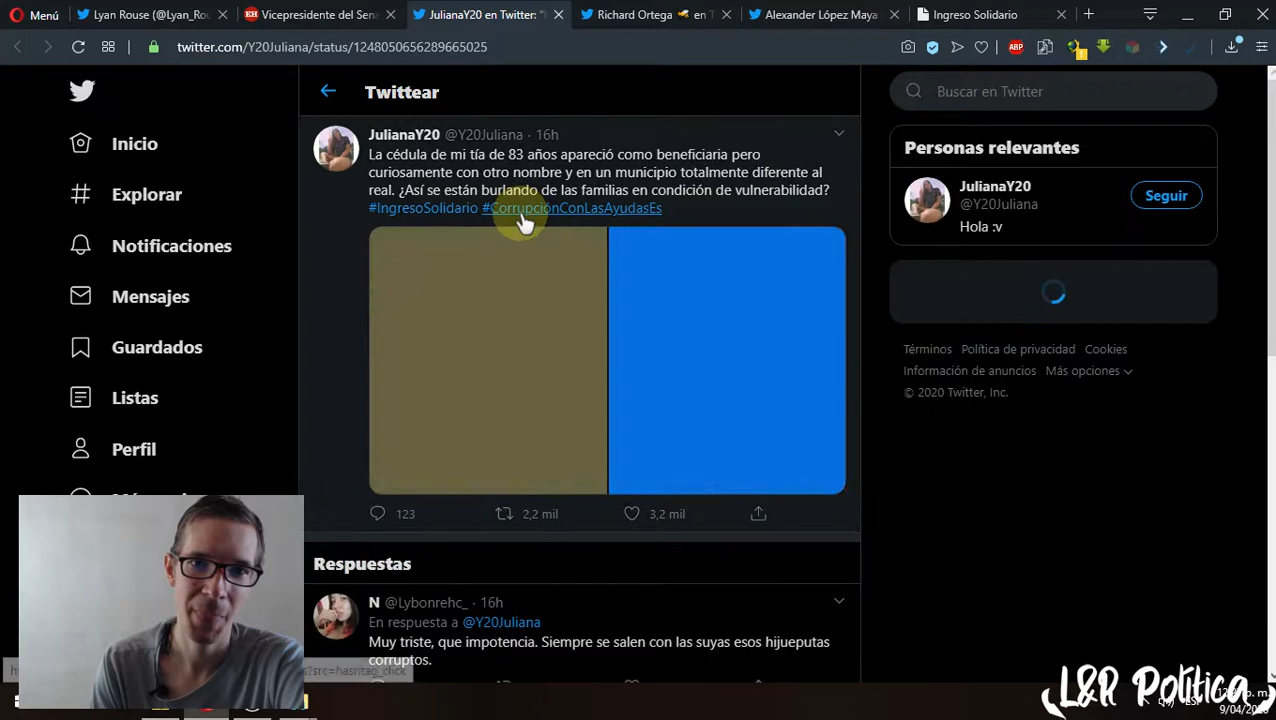 Menú
Lyan Rouse (@Lyan_Rou
Vicepresidente del Sena
JulianaY20 en Twitter: "
Richard Ortega
en T
Alexander López Maya
Ingreso Solidario
twitter.com/Y20Juliana/status/1248050656289665025
Twittear
Buscar en Twitter
Inicio
Explorar
Notificaciones
Mensajes
Guardados
Listas
Perfil
JulianaY20 @Y20Juliana · 16h
La cédula de mi tía de 83 años apareció como beneficiaria pero
curiosamente con otro nombre y en un municipio totalmente diferente al
real. ¿Así se están burlando de las familias en condición de vulnerabilidad?
#IngresoSolidario #CorrupciónConLasAyudasEs
123
2,2 mil
3,2 mil
Respuestas
N @Lybonrehc_ · 16h
En respuesta a @Y20Juliana
Muy triste, que impotencia. Siempre se salen con las suyas esos hijueputas
corruptos.
Personas relevantes
JulianaY20
@Y20Juliana
Seguir
Hola :v
Términos Política de privacidad Cookies
Información de anuncios Más opciones
© 2020 Twitter, Inc.
?src=hashtag_click
L&R Política